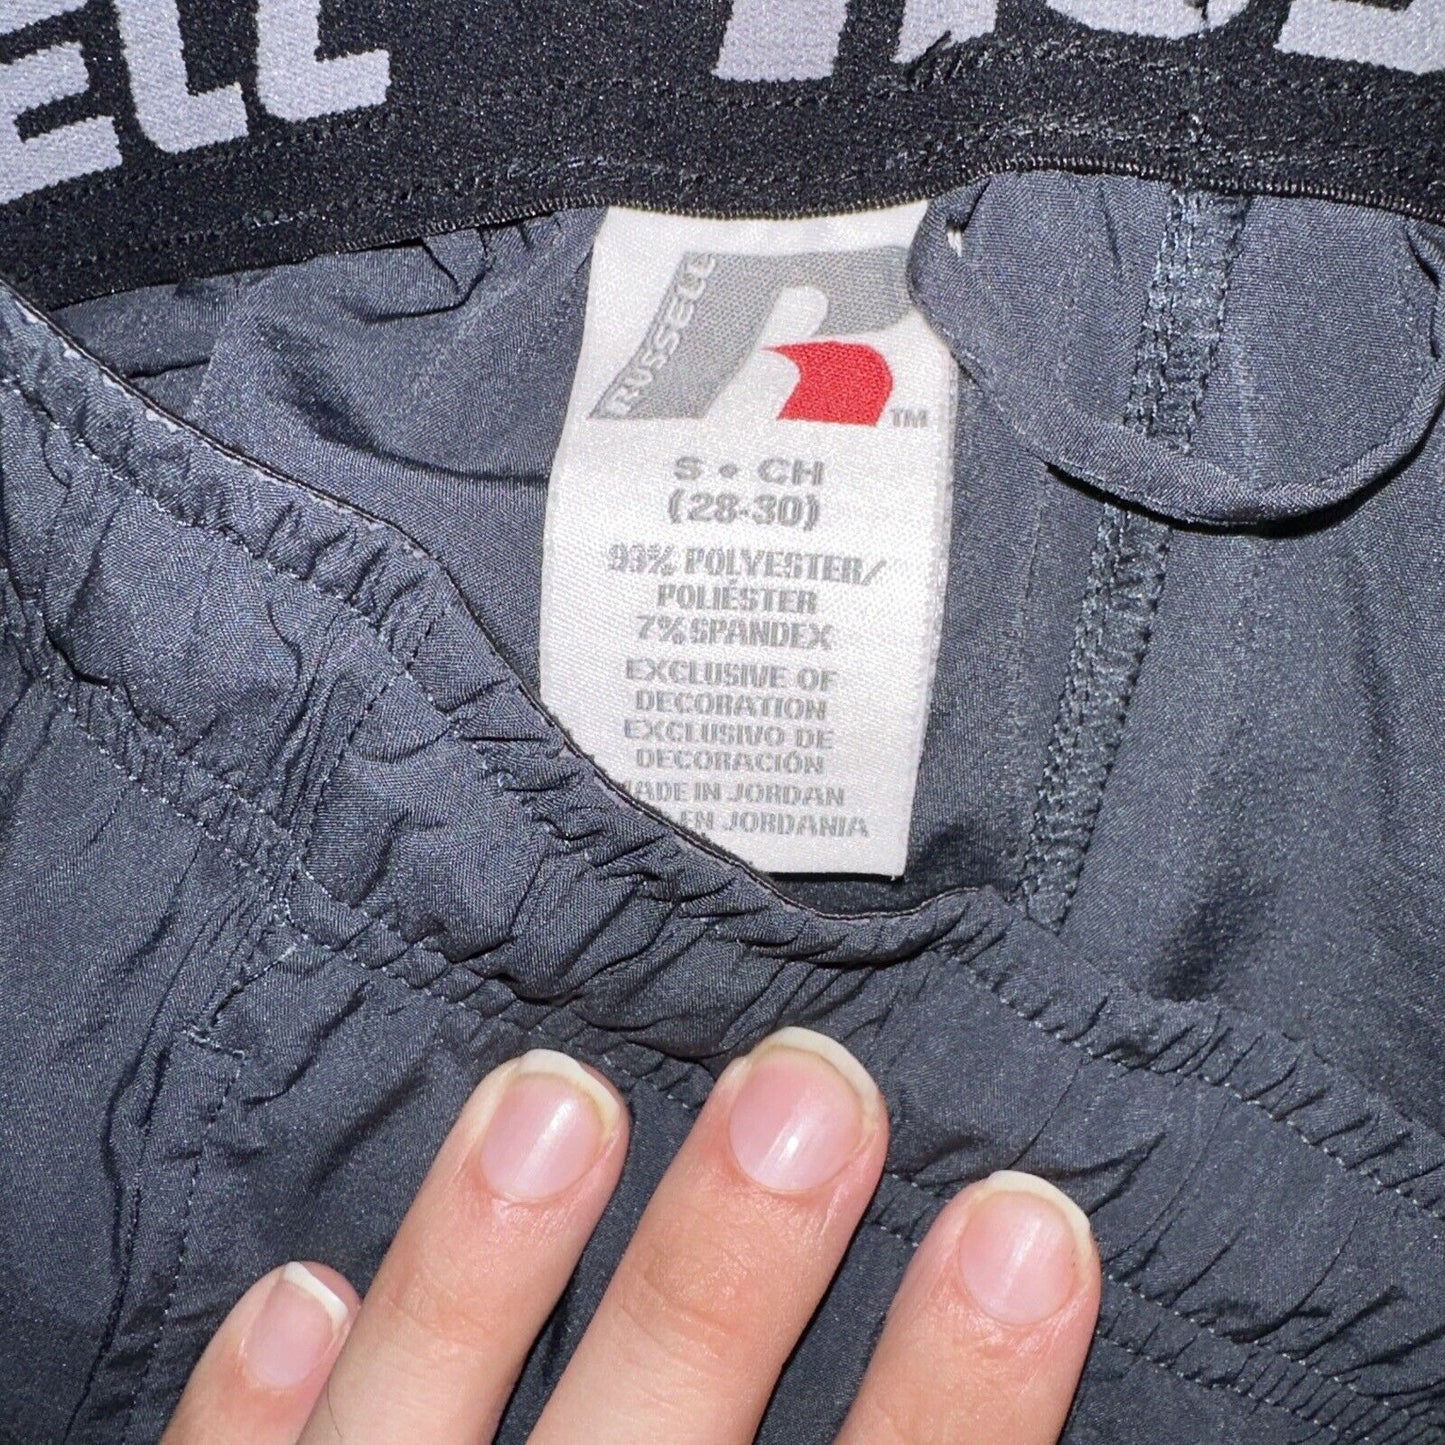 ELL RUSS
RUSSELL
TM
S • CH
(28-30)
93% POLYESTER/
POLIÉSTER
7% SPANDEX
EXCLUSIVE OF
DECORATION
EXCLUSIVO DE
DECORACIÓN
MADE IN JORDAN
EN JORDANIA